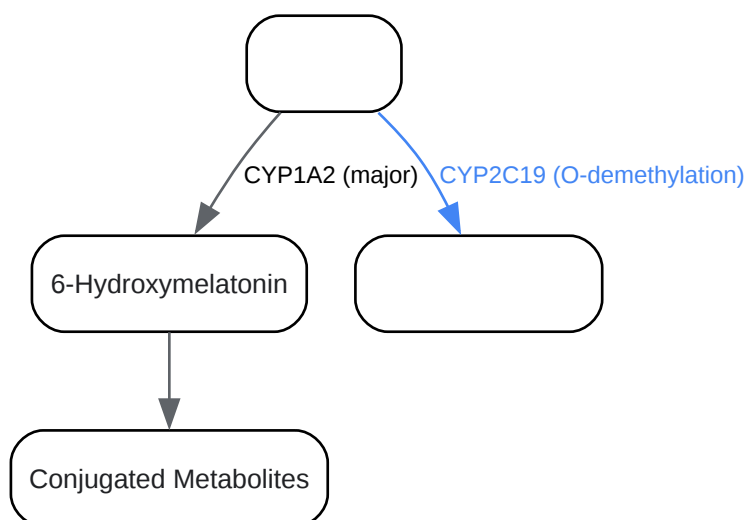 CYP1A2 (major)
CYP2C19 (O-demethylation)
6-Hydroxymelatonin
Conjugated Metabolites